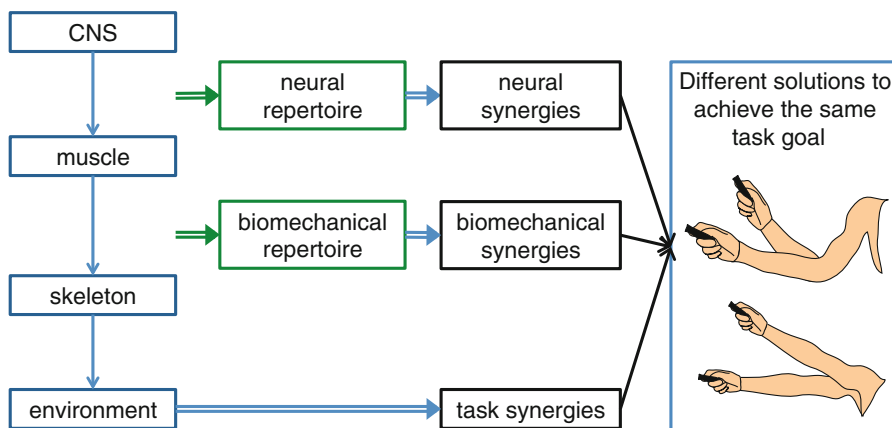 CNS
muscle
skeleton
environment
neural
repertoire
biomechanical
repertoire
neural
synergies
biomechanical
synergies
task synergies
Different solutions to
achieve the same
task goal